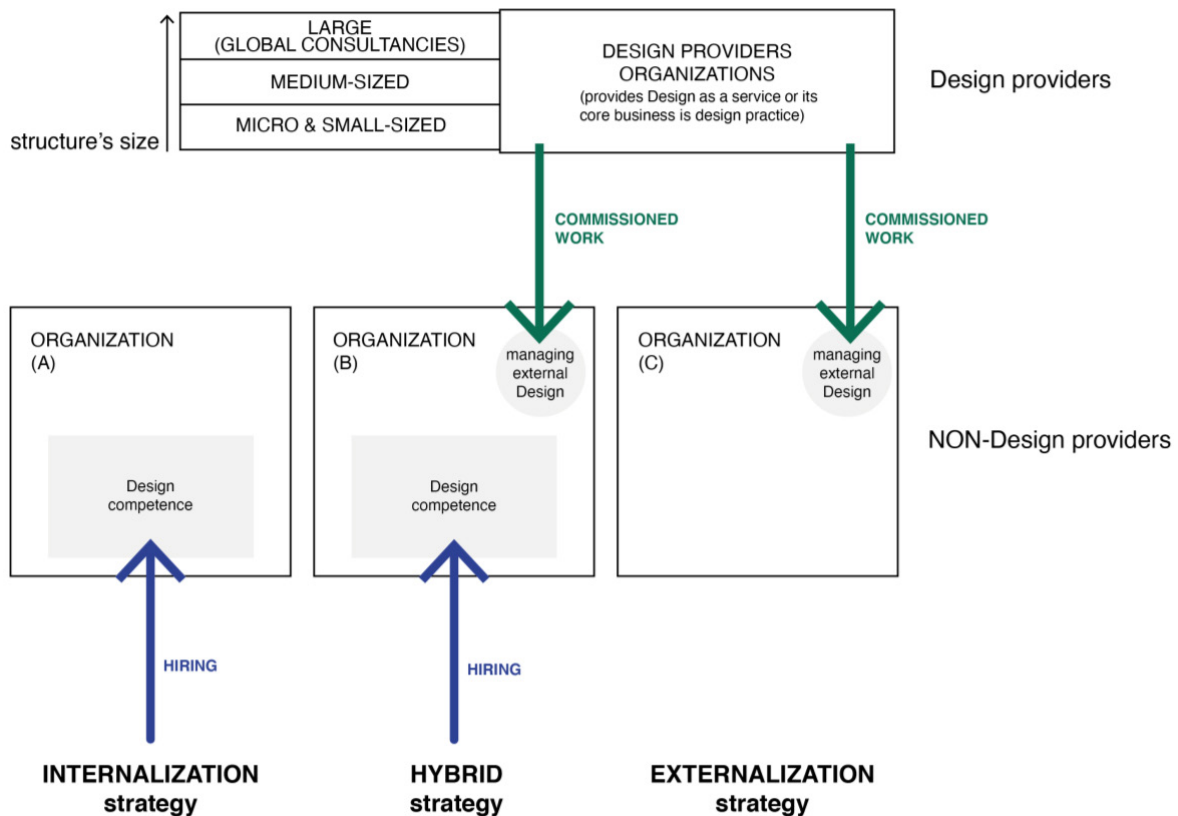 LARGE
(GLOBAL CONSULTANCIES)
MEDIUM-SIZED
MICRO & SMALL-SIZED
structure's size
DESIGN PROVIDERS
ORGANIZATIONS
(provides Design as a service or its
core business is design practice)
Design providers
COMMISSIONED
WORK
COMMISSIONED
WORK
ORGANIZATION
(A)
Design
competence
ORGANIZATION
(B)
managing
external
Design
Design
competence
ORGANIZATION
(C)
managing
external
Design
NON-Design providers
HIRING
HIRING
INTERNALIZATION
strategy
HYBRID
strategy
EXTERNALIZATION
strategy